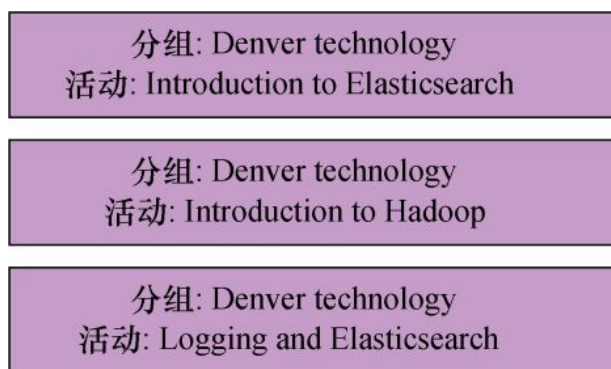 分组: Denver technology
活动: Introduction to Elasticsearch
分组: Denver technology
活动: Introduction to Hadoop
分组: Denver technology
活动: Logging and Elasticsearch